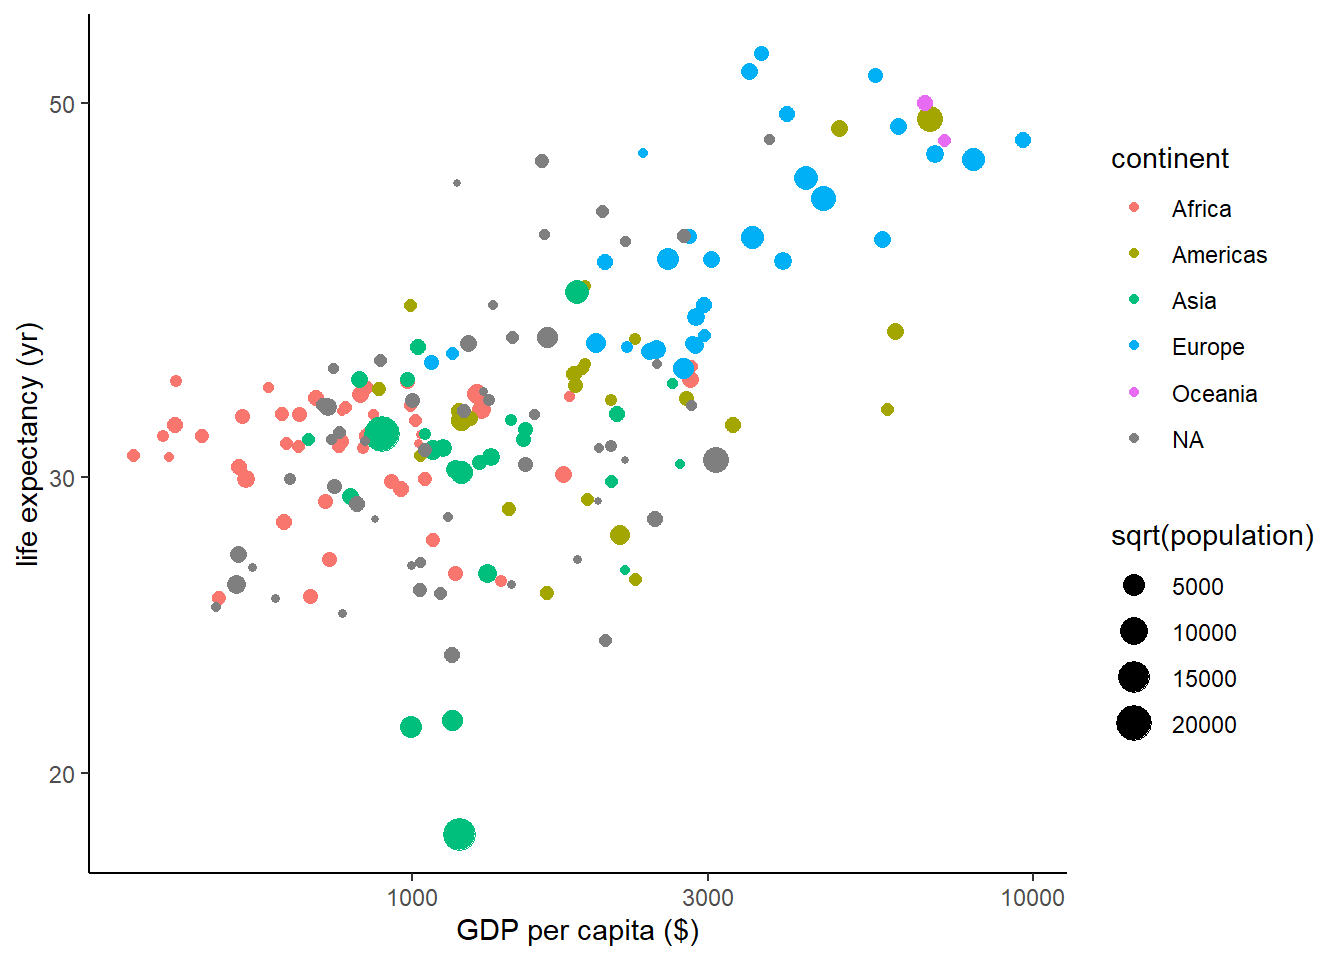 50
30
20
life expectancy (yr)
1000
3000
10000
GDP per capita ($)
continent
Africa
Americas
Asia
Europe
Oceania
NA
sqrt(population)
5000
10000
15000
20000